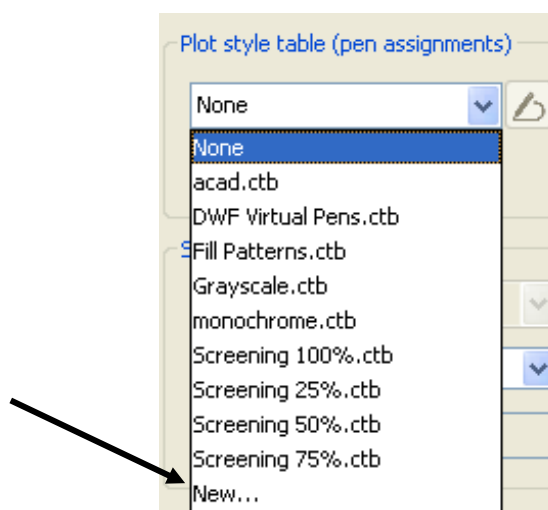 Plot style table (pen assignments)
None
None
acad.ctb
DWF Virtual Pens.ctb
Fill Patterns.ctb
Grayscale.ctb
monochrome.ctb
Screening 100%.ctb
Screening 25%.ctb
Screening 50%.ctb
Screening 75%.ctb
New...